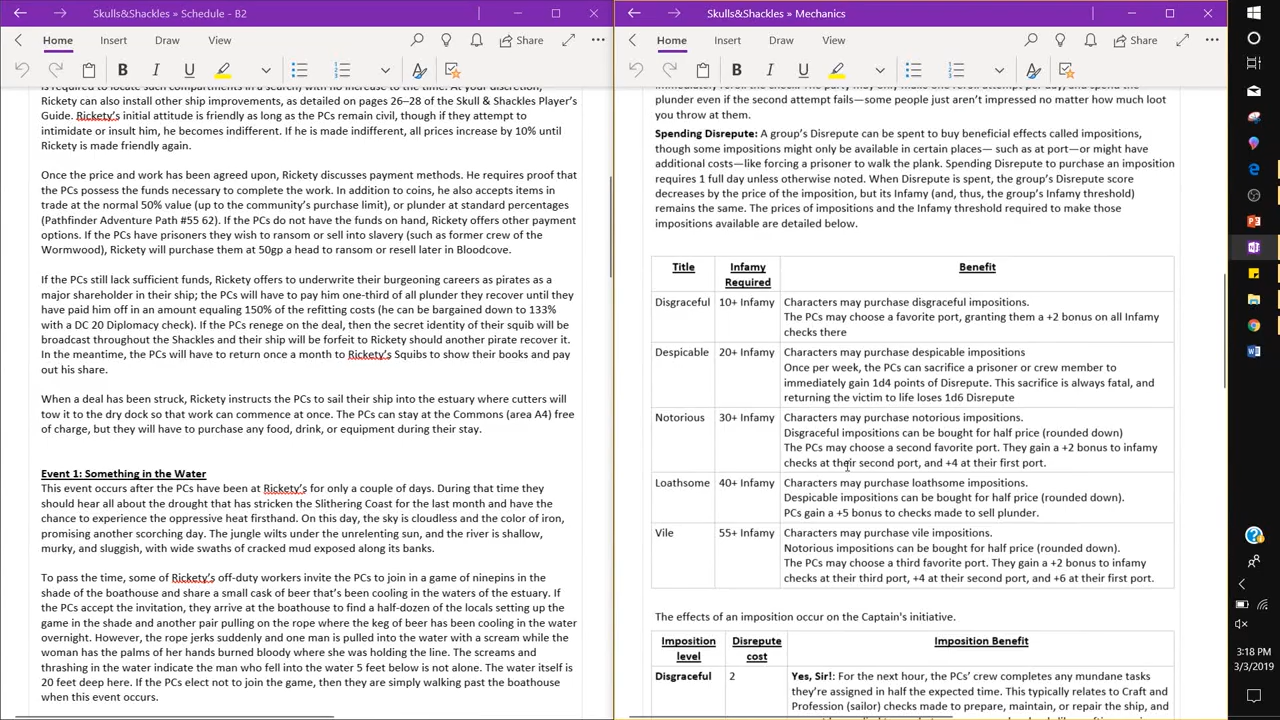 Skulls&Shackles » Schedule - B2
Home Insert Draw View Share
is required to locate such compartments in a search) with no increase to the time. At your discretion,
Rickety can also install other ship improvements, as detailed on pages 26–28 of the Skull & Shackles Player's
Guide. Rickety's initial attitude is friendly as long as the PCs remain civil, though if they attempt to
intimidate or insult him, he becomes indifferent. If he is made indifferent, all prices increase by 10% until
Rickety is made friendly again.
Once the price and work has been agreed upon, Rickety discusses payment methods. He requires proof that
the PCs possess the funds necessary to complete the work. In addition to coins, he also accepts items in
trade at the normal 50% value (up to the community's purchase limit), or plunder at standard percentages
(Pathfinder Adventure Path #55 62). If the PCs do not have the funds on hand, Rickety offers other payment
options. If the PCs have prisoners they wish to ransom or sell into slavery (such as former crew of the
Wormwood), Rickety will purchase them at 50gp a head to ransom or resell later in Bloodcove.
If the PCs still lack sufficient funds, Rickety offers to underwrite their burgeoning careers as pirates as a
major shareholder in their ship; the PCs will have to pay him one-third of all plunder they recover until they
have paid him off in an amount equaling 150% of the refitting costs (he can be bargained down to 133%
with a DC 20 Diplomacy check). If the PCs renege on the deal, then the secret identity of their squib will be
broadcast throughout the Shackles and their ship will be forfeit to Rickety should another pirate recover it.
In the meantime, the PCs will have to return once a month to Rickety's Squibs to show their books and pay
out his share.
When a deal has been struck, Rickety instructs the PCs to sail their ship into the estuary where cutters will
tow it to the dry dock so that work can commence at once. The PCs can stay at the Commons (area A4) free
of charge, but they will have to purchase any food, drink, or equipment during their stay.
Event 1: Something in the Water
This event occurs after the PCs have been at Rickety's for only a couple of days. During that time they
should hear all about the drought that has stricken the Slithering Coast for the last month and have the
chance to experience the oppressive heat firsthand. On this day, the sky is cloudless and the color of iron,
promising another scorching day. The jungle wilts under the unrelenting sun, and the river is shallow,
murky, and sluggish, with wide swaths of cracked mud exposed along its banks.
To pass the time, some of Rickety's off-duty workers invite the PCs to join in a game of ninepins in the
shade of the boathouse and share a small cask of beer that's been cooling in the waters of the estuary. If
the PCs accept the invitation, they arrive at the boathouse to find a half-dozen of the locals setting up the
game in the shade and another pair pulling on the rope where the keg of beer has been cooling in the water
overnight. However, the rope jerks suddenly and one man is pulled into the water with a scream while the
woman has the palms of her hands burned bloody where she was holding the line. The screams and
thrashing in the water indicate the man who fell into the water 5 feet below is not alone. The water itself is
20 feet deep here. If the PCs elect not to join the game, then they are simply walking past the boathouse
when this event occurs.
Skulls&Shackles » Mechanics
Home Insert Draw View Share
immediately reroll the check. The party may only make one reroll attempt per day, and spend the
plunder even if the second attempt fails—some people just aren't impressed no matter how much loot
you throw at them.
Spending Disrepute: A group's Disrepute can be spent to buy beneficial effects called impositions,
though some impositions might only be available in certain places— such as at port—or might have
additional costs—like forcing a prisoner to walk the plank. Spending Disrepute to purchase an imposition
requires 1 full day unless otherwise noted. When Disrepute is spent, the group's Disrepute score
decreases by the price of the imposition, but its Infamy (and, thus, the group's Infamy threshold)
remains the same. The prices of impositions and the Infamy threshold required to make those
impositions available are detailed below.
Title Infamy Benefit
Required
Disgraceful 10+ Infamy Characters may purchase disgraceful impositions.
The PCs may choose a favorite port, granting them a +2 bonus on all Infamy
checks there
Despicable 20+ Infamy Characters may purchase despicable impositions
Once per week, the PCs can sacrifice a prisoner or crew member to
immediately gain 1d4 points of Disrepute. This sacrifice is always fatal, and
returning the victim to life loses 1d6 Disrepute
Notorious 30+ Infamy Characters may purchase notorious impositions.
Disgraceful impositions can be bought for half price (rounded down)
The PCs may choose a second favorite port. They gain a +2 bonus to infamy
checks at their second port, and +4 at their first port.
Loathsome 40+ Infamy Characters may purchase loathsome impositions.
Despicable impositions can be bought for half price (rounded down).
PCs gain a +5 bonus to checks made to sell plunder.
Vile 55+ Infamy Characters may purchase vile impositions.
Notorious impositions can be bought for half price (rounded down).
The PCs may choose a third favorite port. They gain a +2 bonus to infamy
checks at their third port, +4 at their second port, and +6 at their first port.
The effects of an imposition occur on the Captain's initiative.
Imposition Disrepute Imposition Benefit
level cost
Disgraceful 2 Yes, Sir!: For the next hour, the PCs' crew completes any mundane tasks
they're assigned in half the expected time. This typically relates to Craft and
Profession (sailor) checks made to prepare, maintain, or repair the ship, and
3:18 PM
3/3/2019